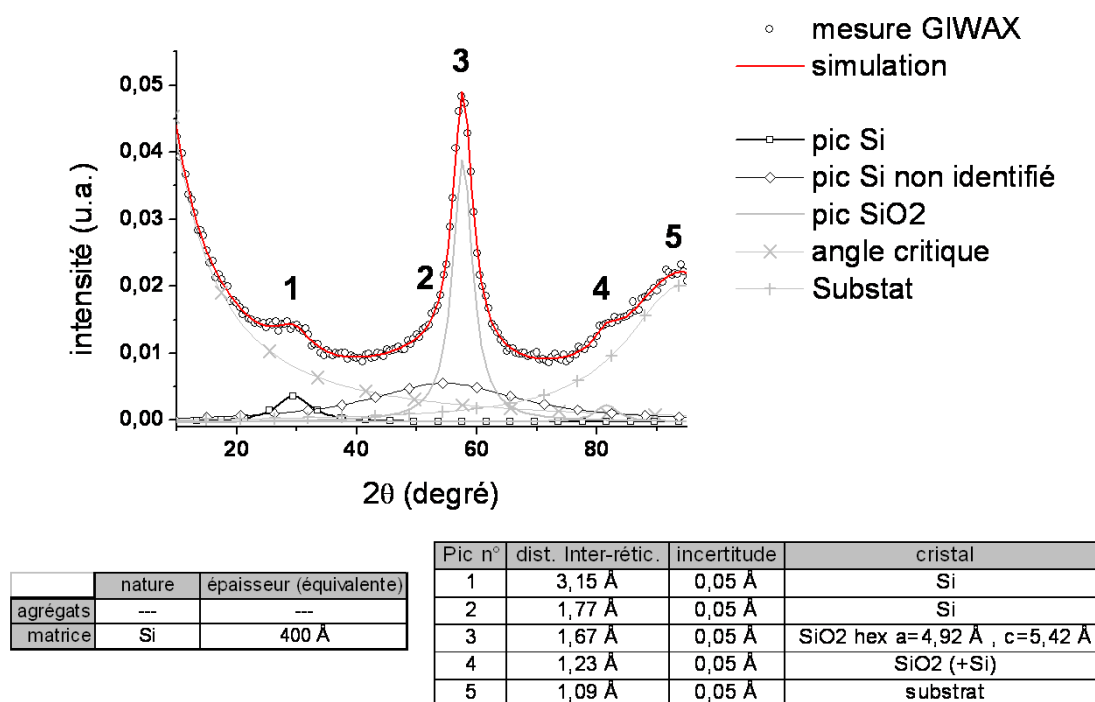 mesure GIWAX
simulation
pic Si
pic Si non identifié
pic SiO2
angle critique
Substat
intensité (u.a.)
0,05
0,04
0,03
0,02
0,01
0,00
1
2
3
4
5
20 40 60 80
2θ (degré)
nature épaisseur (équivalente)
agrégats --- ---
matrice Si 400 Å
Pic n° dist. Inter-rétic. incertitude cristal
1 3,15 Å 0,05 Å Si
2 1,77 Å 0,05 Å Si
3 1,67 Å 0,05 Å SiO2 hex a=4,92 Å , c=5,42 Å
4 1,23 Å 0,05 Å SiO2 (+Si)
5 1,09 Å 0,05 Å substrat